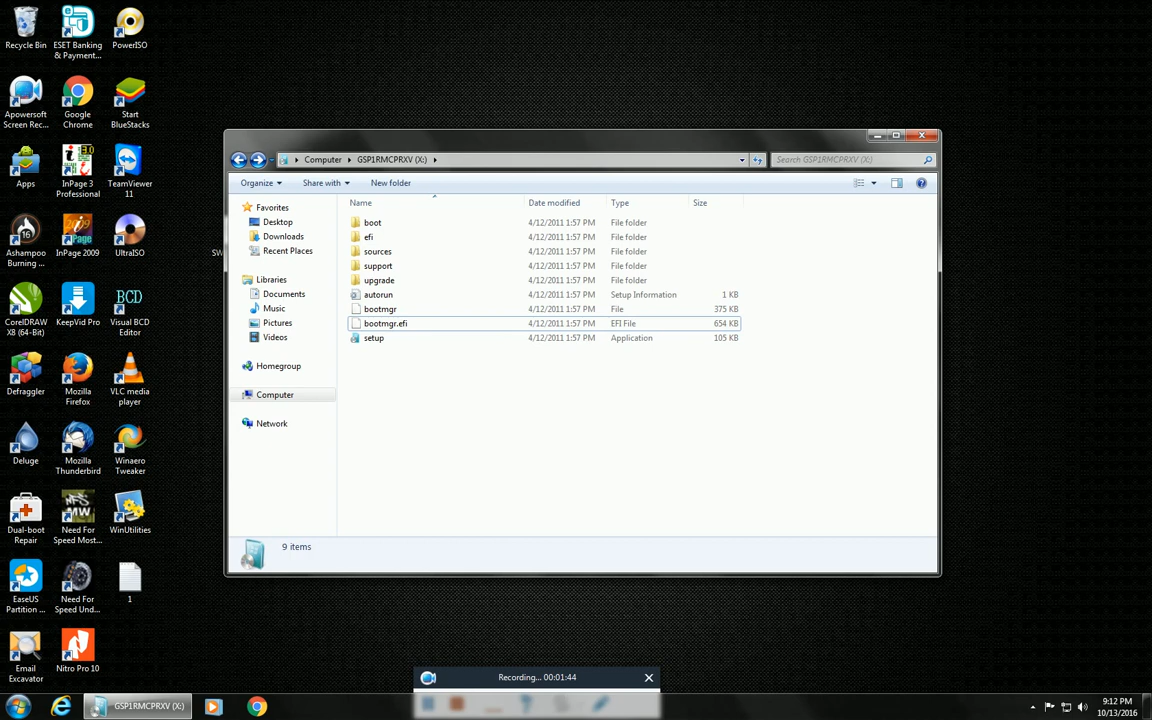 Recycle Bin
ESET Banking
& Payment...
PowerISO
Apowersoft
Screen Rec...
Google
Chrome
Start
BlueStacks
Apps
InPage 3
Professional
TeamViewer
11
Ashampoo
Burning ...
InPage 2009
UltraISO
SW
CorelDRAW
X8 (64-Bit)
KeepVid Pro
BCD
Visual BCD
Editor
Defraggler
Mozilla
Firefox
VLC media
player
Deluge
Mozilla
Thunderbird
Winaero
Tweaker
Dual-boot
Repair
Need For
Speed Most...
WinUtilities
EaseUS
Partition ...
Need For
Speed Und...
1
Email
Excavator
Nitro Pro 10
Computer
GSP1RMCPRXV (X:)
Search GSP1RMCPRXV (X:)
Organize
Share with
New folder
Favorites
Desktop
Downloads
Recent Places
Libraries
Documents
Music
Pictures
Videos
Homegroup
Computer
Network
Name Date modified Type Size
boot 4/12/2011 1:57 PM File folder
efi 4/12/2011 1:57 PM File folder
sources 4/12/2011 1:57 PM File folder
support 4/12/2011 1:57 PM File folder
upgrade 4/12/2011 1:57 PM File folder
autorun 4/12/2011 1:57 PM Setup Information 1 KB
bootmgr 4/12/2011 1:57 PM File 375 KB
bootmgr.efi 4/12/2011 1:57 PM EFI File 654 KB
setup 4/12/2011 1:57 PM Application 105 KB
9 items
Recording... 00:01:44
GSP1RMCPRXV (X:)
9:12 PM
10/13/2016